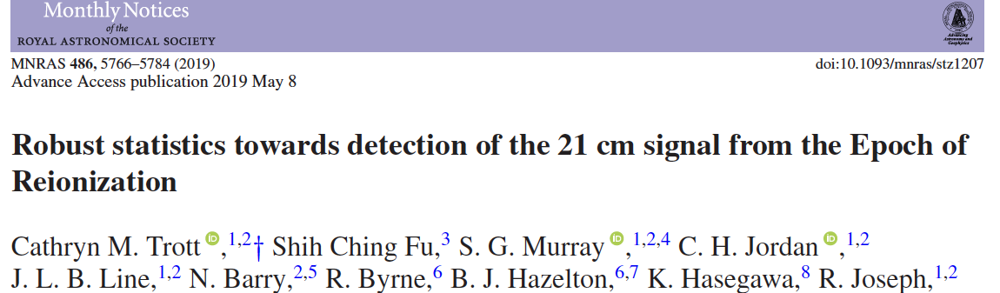 Monthly Notices
of the
ROYAL ASTRONOMICAL SOCIETY
Advancing
Astronomy and
Geophysics
MNRAS 486, 5766–5784 (2019)
doi:10.1093/mnras/stz1207
Advance Access publication 2019 May 8
Robust statistics towards detection of the 21 cm signal from the Epoch of
Reionization
Cathryn M. Trott iD,1,2† Shih Ching Fu,3 S. G. Murray iD,1,2,4 C. H. Jordan iD,1,2
J. L. B. Line,1,2 N. Barry,2,5 R. Byrne,6 B. J. Hazelton,6,7 K. Hasegawa,8 R. Joseph,1,2